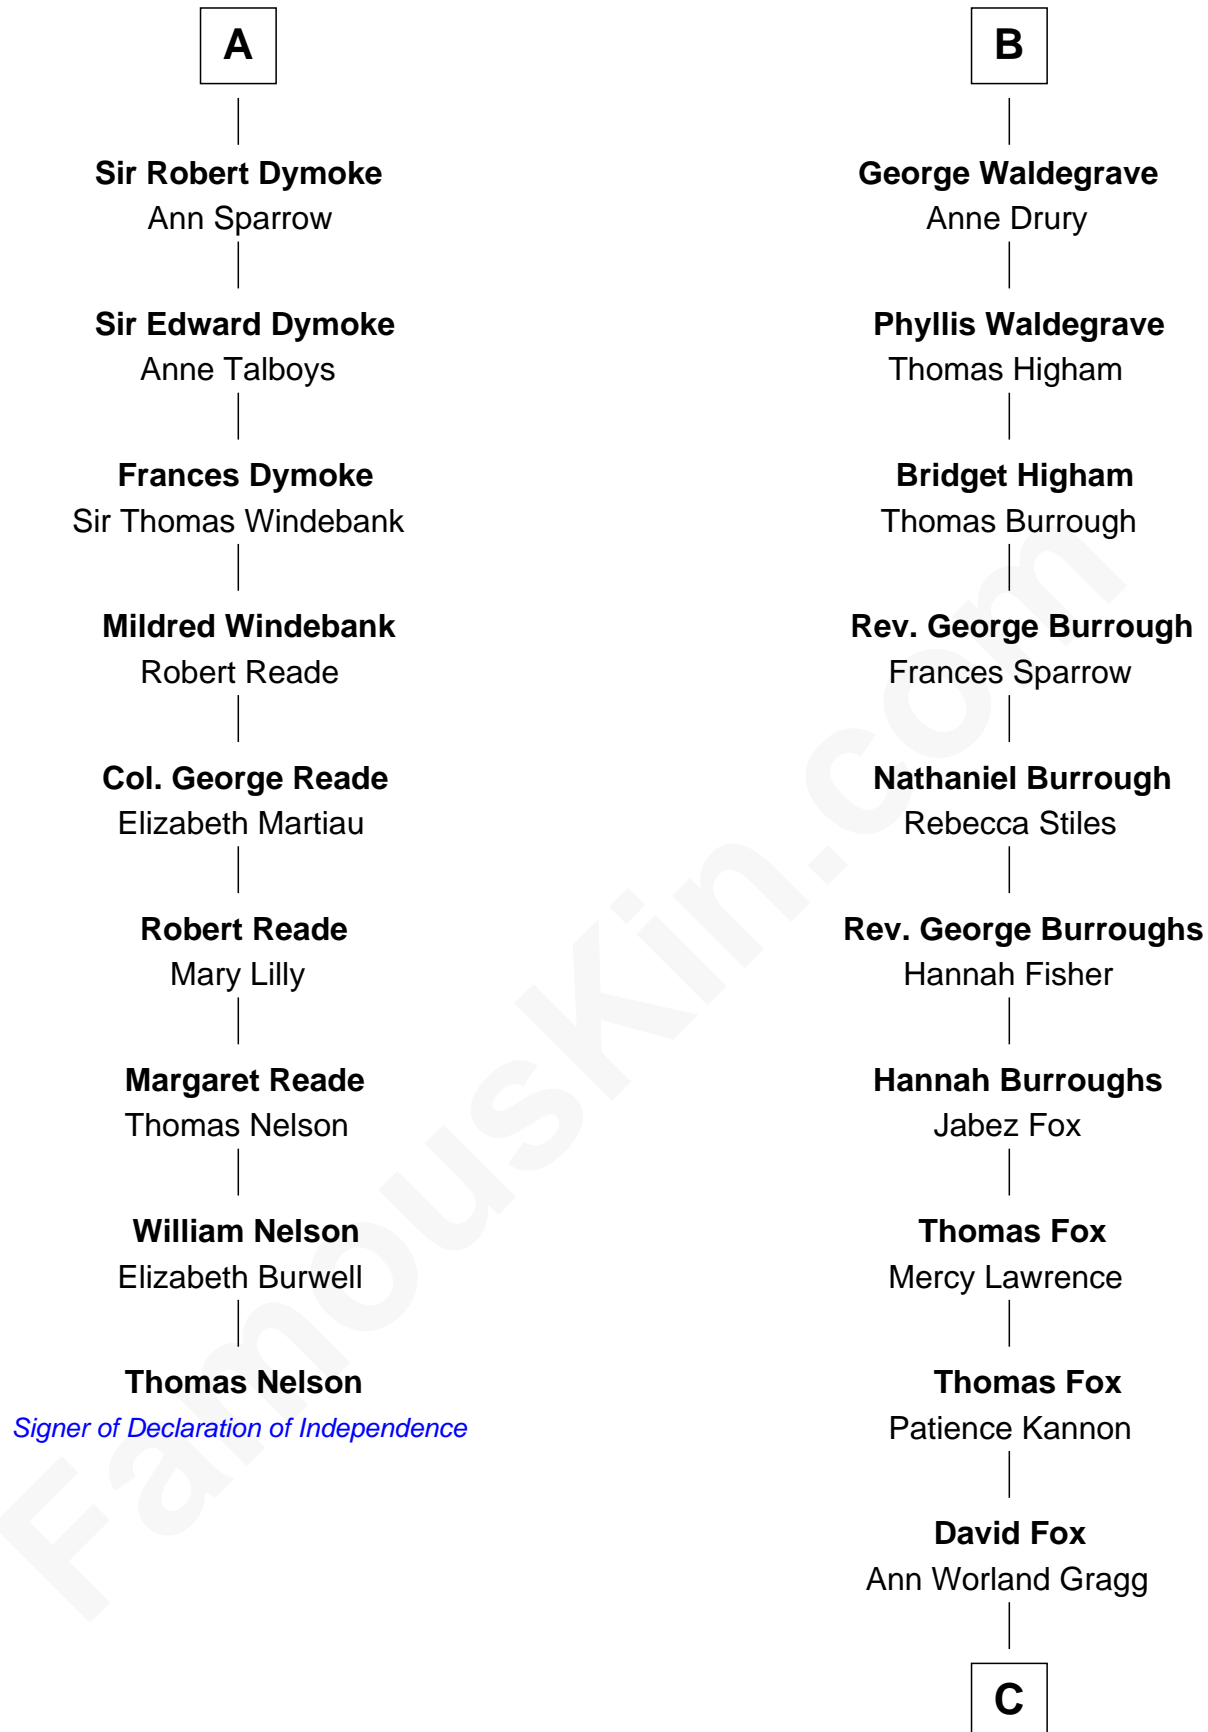 A
Sir Robert Dymoke
Ann Sparrow
Sir Edward Dymoke
Anne Talboys
Frances Dymoke
Sir Thomas Windebank
Mildred Windebank
Robert Reade
Col. George Reade
Elizabeth Martiau
Robert Reade
Mary Lilly
Margaret Reade
Thomas Nelson
William Nelson
Elizabeth Burwell
Thomas Nelson
Signer of Declaration of Independence
B
George Waldegrave
Anne Drury
Phyllis Waldegrave
Thomas Higham
Bridget Higham
Thomas Burrough
Rev. George Burrough
Frances Sparrow
Nathaniel Burrough
Rebecca Stiles
Rev. George Burroughs
Hannah Fisher
Hannah Burroughs
Jabez Fox
Thomas Fox
Mercy Lawrence
Thomas Fox
Patience Kannon
David Fox
Ann Worland Gragg
C
FamousKin.com